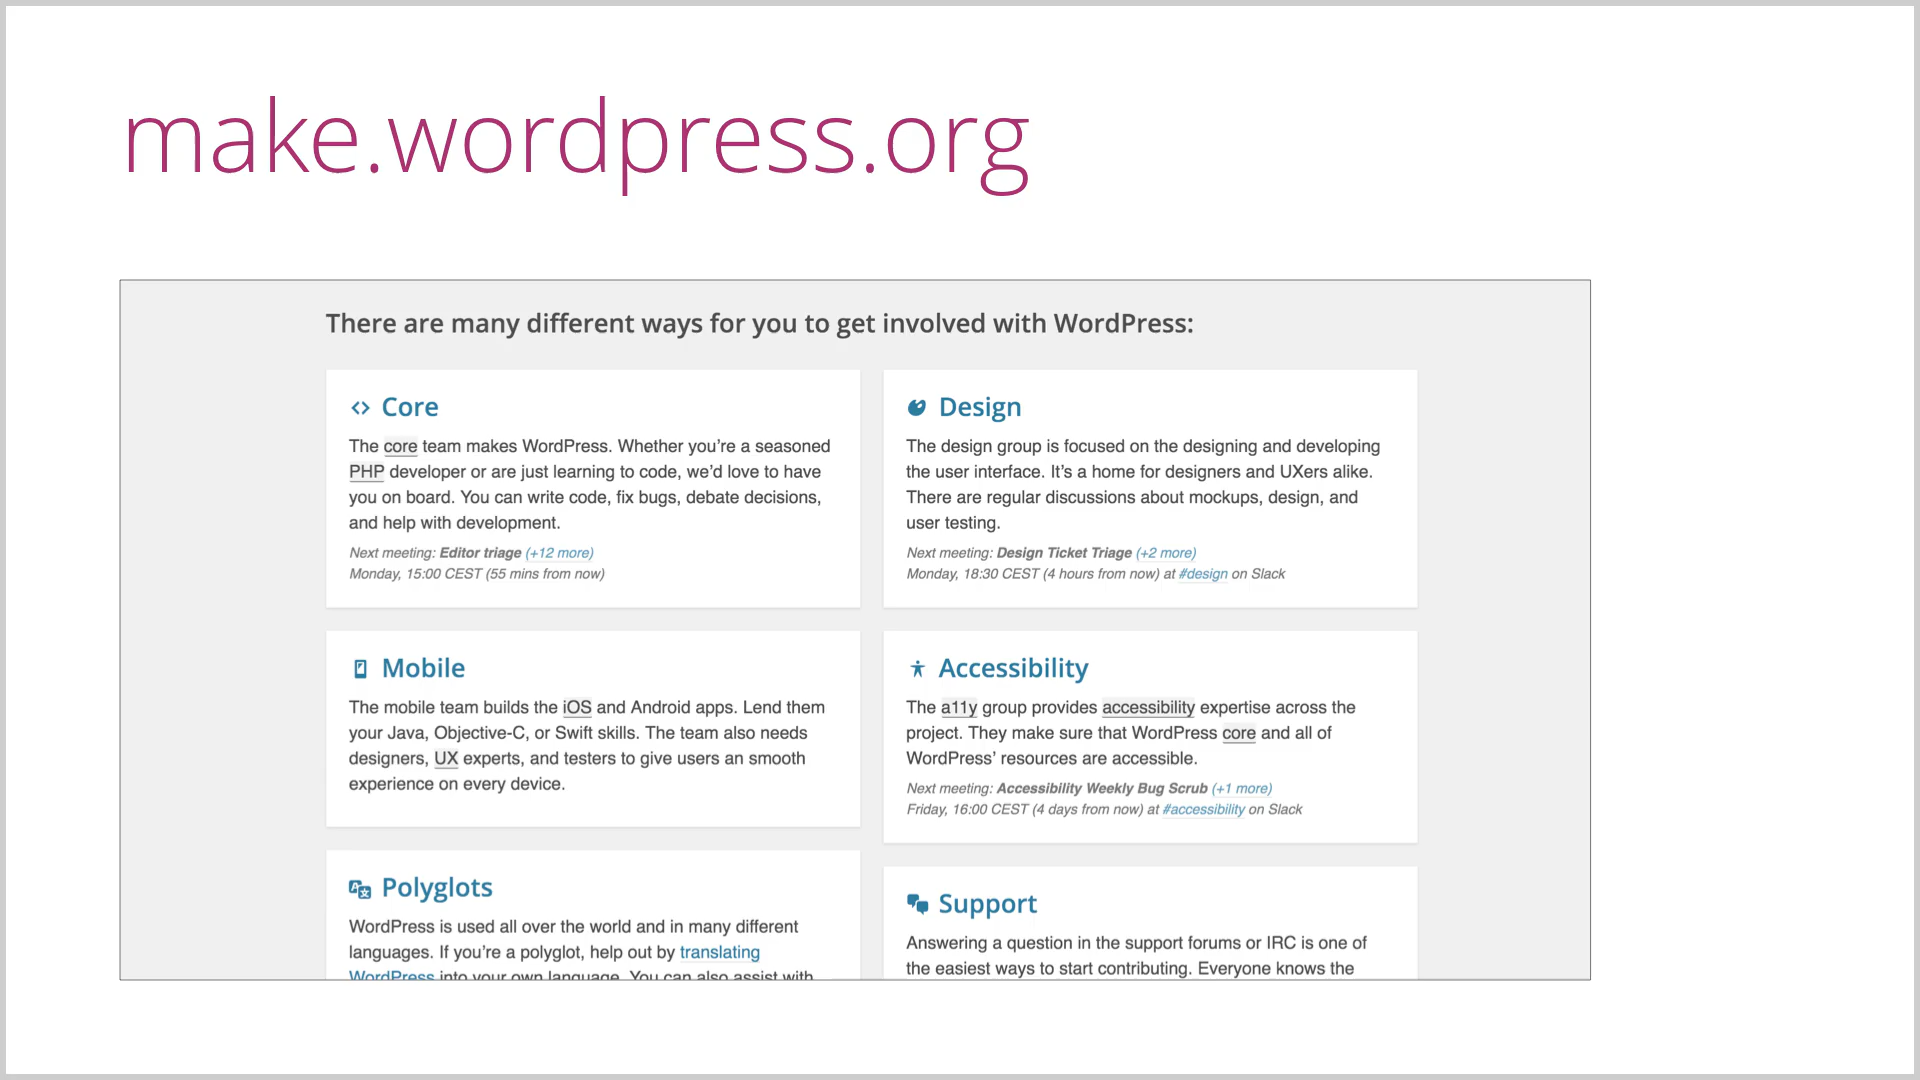 make.wordpress.org
There are many different ways for you to get involved with WordPress:
Core
The core team makes WordPress. Whether you’re a seasoned
PHP developer or are just learning to code, we’d love to have
you on board. You can write code, fix bugs, debate decisions,
and help with development.
Next meeting: Editor triage (+12 more)
Monday, 15:00 CEST (55 mins from now)
Design
The design group is focused on the designing and developing
the user interface. It’s a home for designers and UXers alike.
There are regular discussions about mockups, design, and
user testing.
Next meeting: Design Ticket Triage (+2 more)
Monday, 18:30 CEST (4 hours from now) at #design on Slack
Mobile
The mobile team builds the iOS and Android apps. Lend them
your Java, Objective-C, or Swift skills. The team also needs
designers, UX experts, and testers to give users an smooth
experience on every device.
Accessibility
The a11y group provides accessibility expertise across the
project. They make sure that WordPress core and all of
WordPress’ resources are accessible.
Next meeting: Accessibility Weekly Bug Scrub (+1 more)
Friday, 16:00 CEST (4 days from now) at #accessibility on Slack
Polyglots
WordPress is used all over the world and in many different
languages. If you’re a polyglot, help out by translating
WordPress into your own language. You can also assist with
Support
Answering a question in the support forums or IRC is one of
the easiest ways to start contributing. Everyone knows the